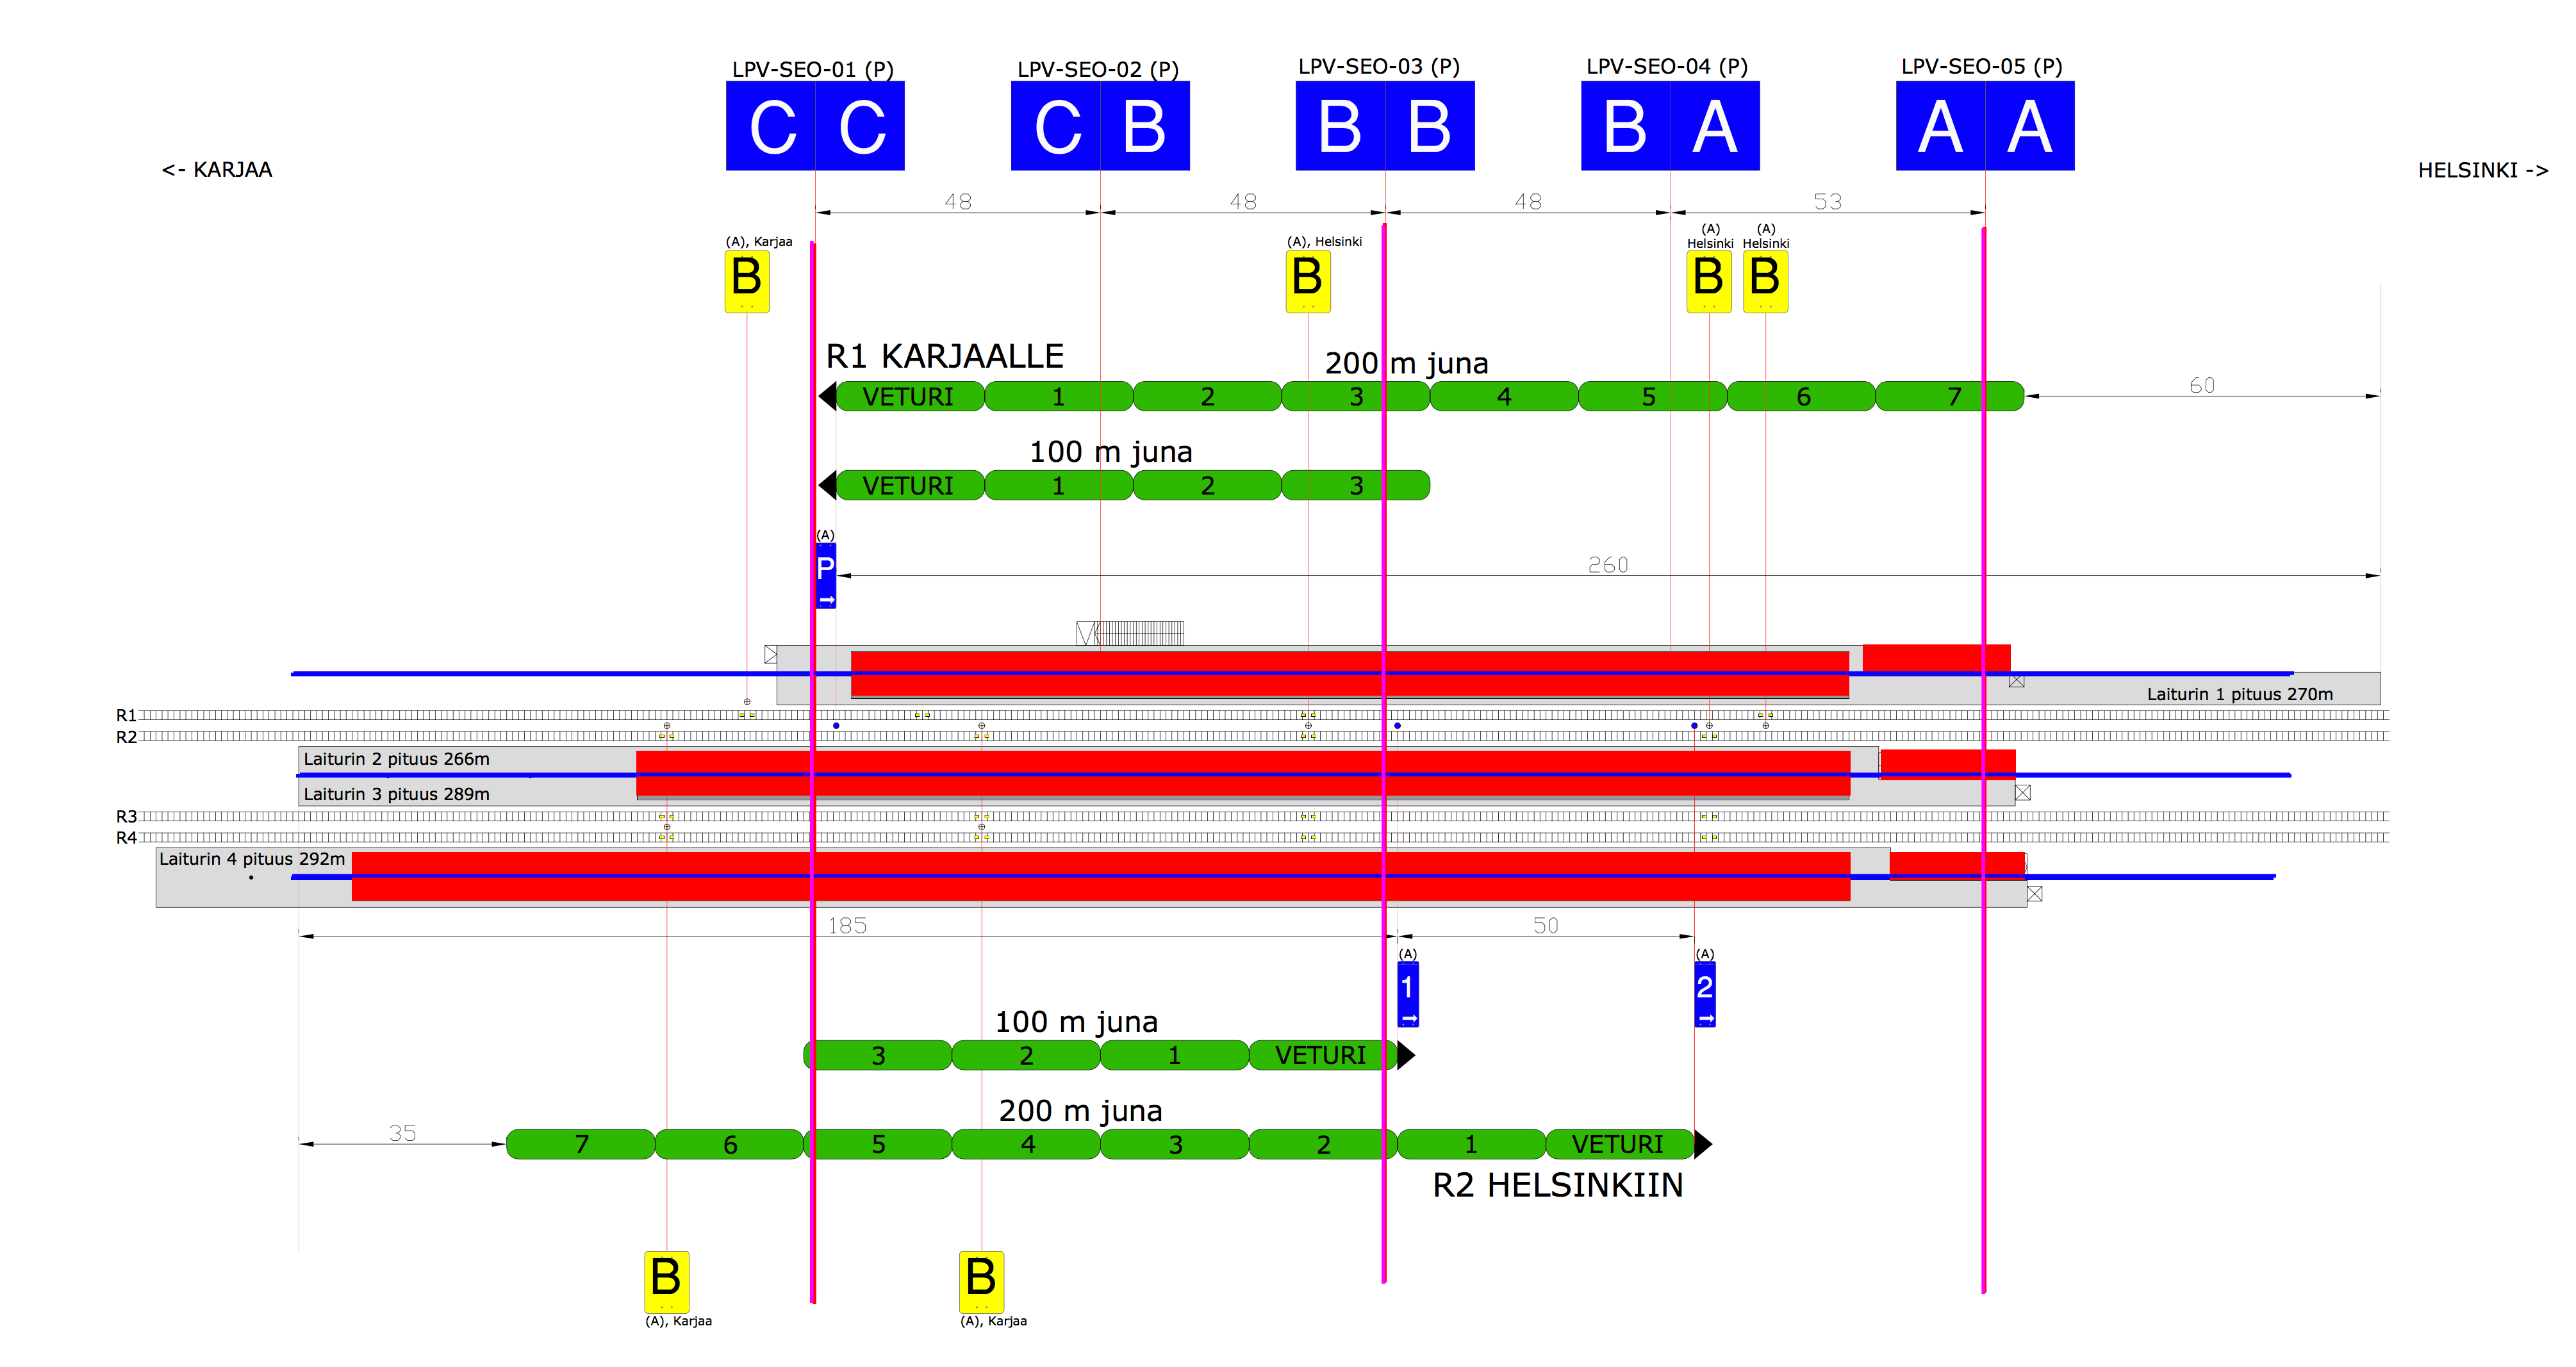 LPV-SEO-01 (P)
LPV-SEO-02 (P)
LPV-SEO-03 (P)
LPV-SEO-04 (P)
LPV-SEO-05 (P)
C C
C B
B B
B A
A A
<- KARJAA
HELSINKI ->
48
48
48
53
(A), Karjaa
B
(A), Helsinki
B
(A)
Helsinki
B
(A)
Helsinki
B
R1 KARJAALLE
200 m juna
VETURI 1 2 3 4 5 6 7
60
100 m juna
VETURI 1 2 3
(A)
P
260
Laiturin 1 pituus 270m
R1
R2
Laiturin 2 pituus 266m
Laiturin 3 pituus 289m
R3
R4
Laiturin 4 pituus 292m
185
50
(A)
1
(A)
2
100 m juna
3 2 1 VETURI
200 m juna
35
7 6 5 4 3 2 1 VETURI
R2 HELSINKIIN
B
(A), Karjaa
B
(A), Karjaa